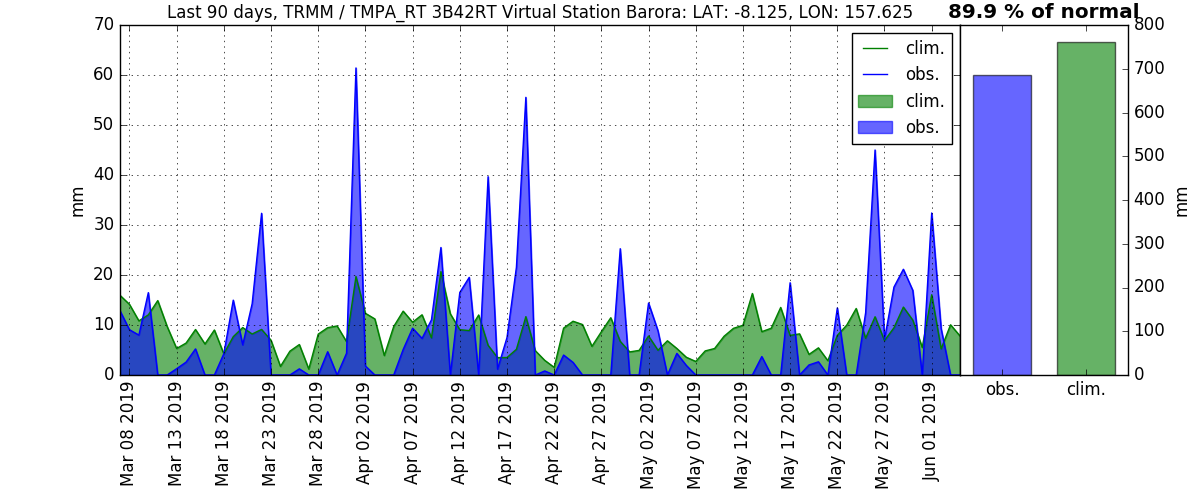 Last 90 days, TRMM / TMPA_RT 3B42RT Virtual Station Barora: LAT: -8.125, LON: 157.625
89.9 % of normal
70
60
50
40
30
20
10
0
mm
clim.
obs.
clim.
obs.
800
700
600
500
400
300
200
100
0
mm
obs.
clim.
Mar 08 2019
Mar 13 2019
Mar 18 2019
Mar 23 2019
Mar 28 2019
Apr 02 2019
Apr 07 2019
Apr 12 2019
Apr 17 2019
Apr 22 2019
Apr 27 2019
May 02 2019
May 07 2019
May 12 2019
May 17 2019
May 22 2019
May 27 2019
Jun 01 2019